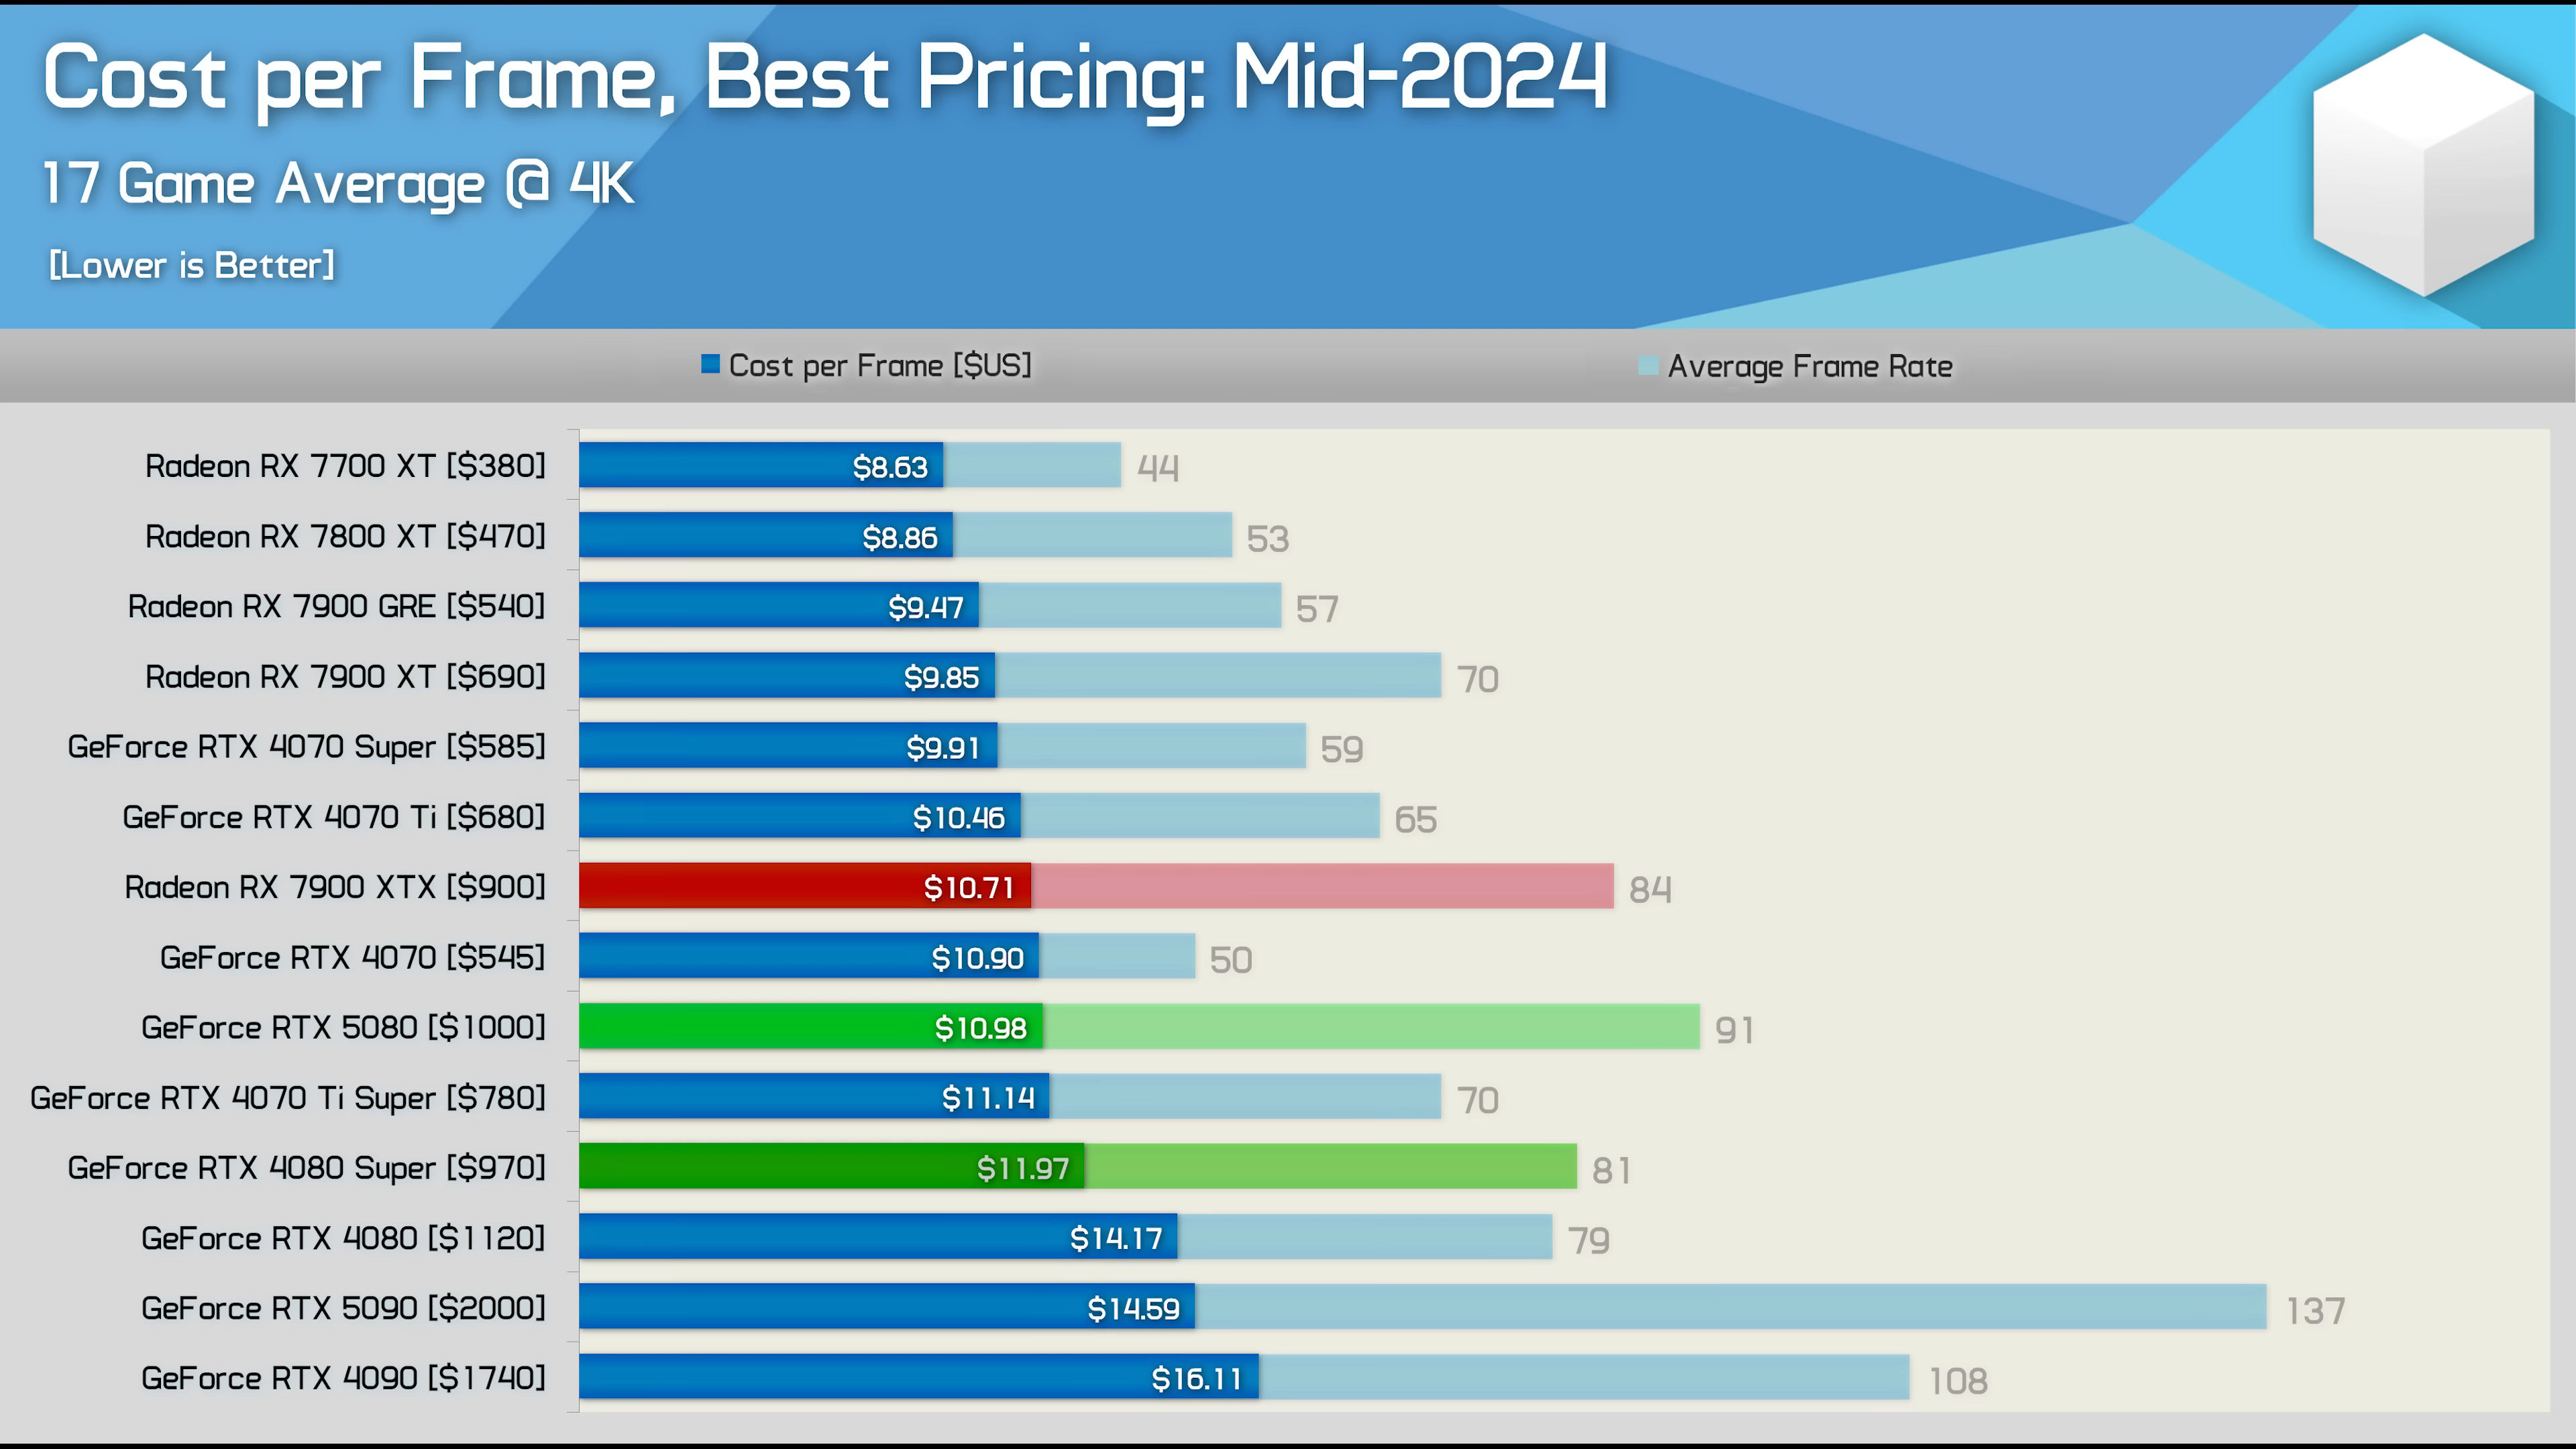 Cost per Frame, Best Pricing: Mid-2024
17 Game Average @ 4K
[Lower is Better]
Cost per Frame [$US] Average Frame Rate
Radeon RX 7700 XT [$380] $8.63 44
Radeon RX 7800 XT [$470] $8.86 53
Radeon RX 7900 GRE [$540] $9.47 57
Radeon RX 7900 XT [$690] $9.85 70
GeForce RTX 4070 Super [$585] $9.91 59
GeForce RTX 4070 Ti [$680] $10.46 65
Radeon RX 7900 XTX [$900] $10.71 84
GeForce RTX 4070 [$545] $10.90 50
GeForce RTX 5080 [$1000] $10.98 91
GeForce RTX 4070 Ti Super [$780] $11.14 70
GeForce RTX 4080 Super [$970] $11.97 81
GeForce RTX 4080 [$1120] $14.17 79
GeForce RTX 5090 [$2000] $14.59 137
GeForce RTX 4090 [$1740] $16.11 108